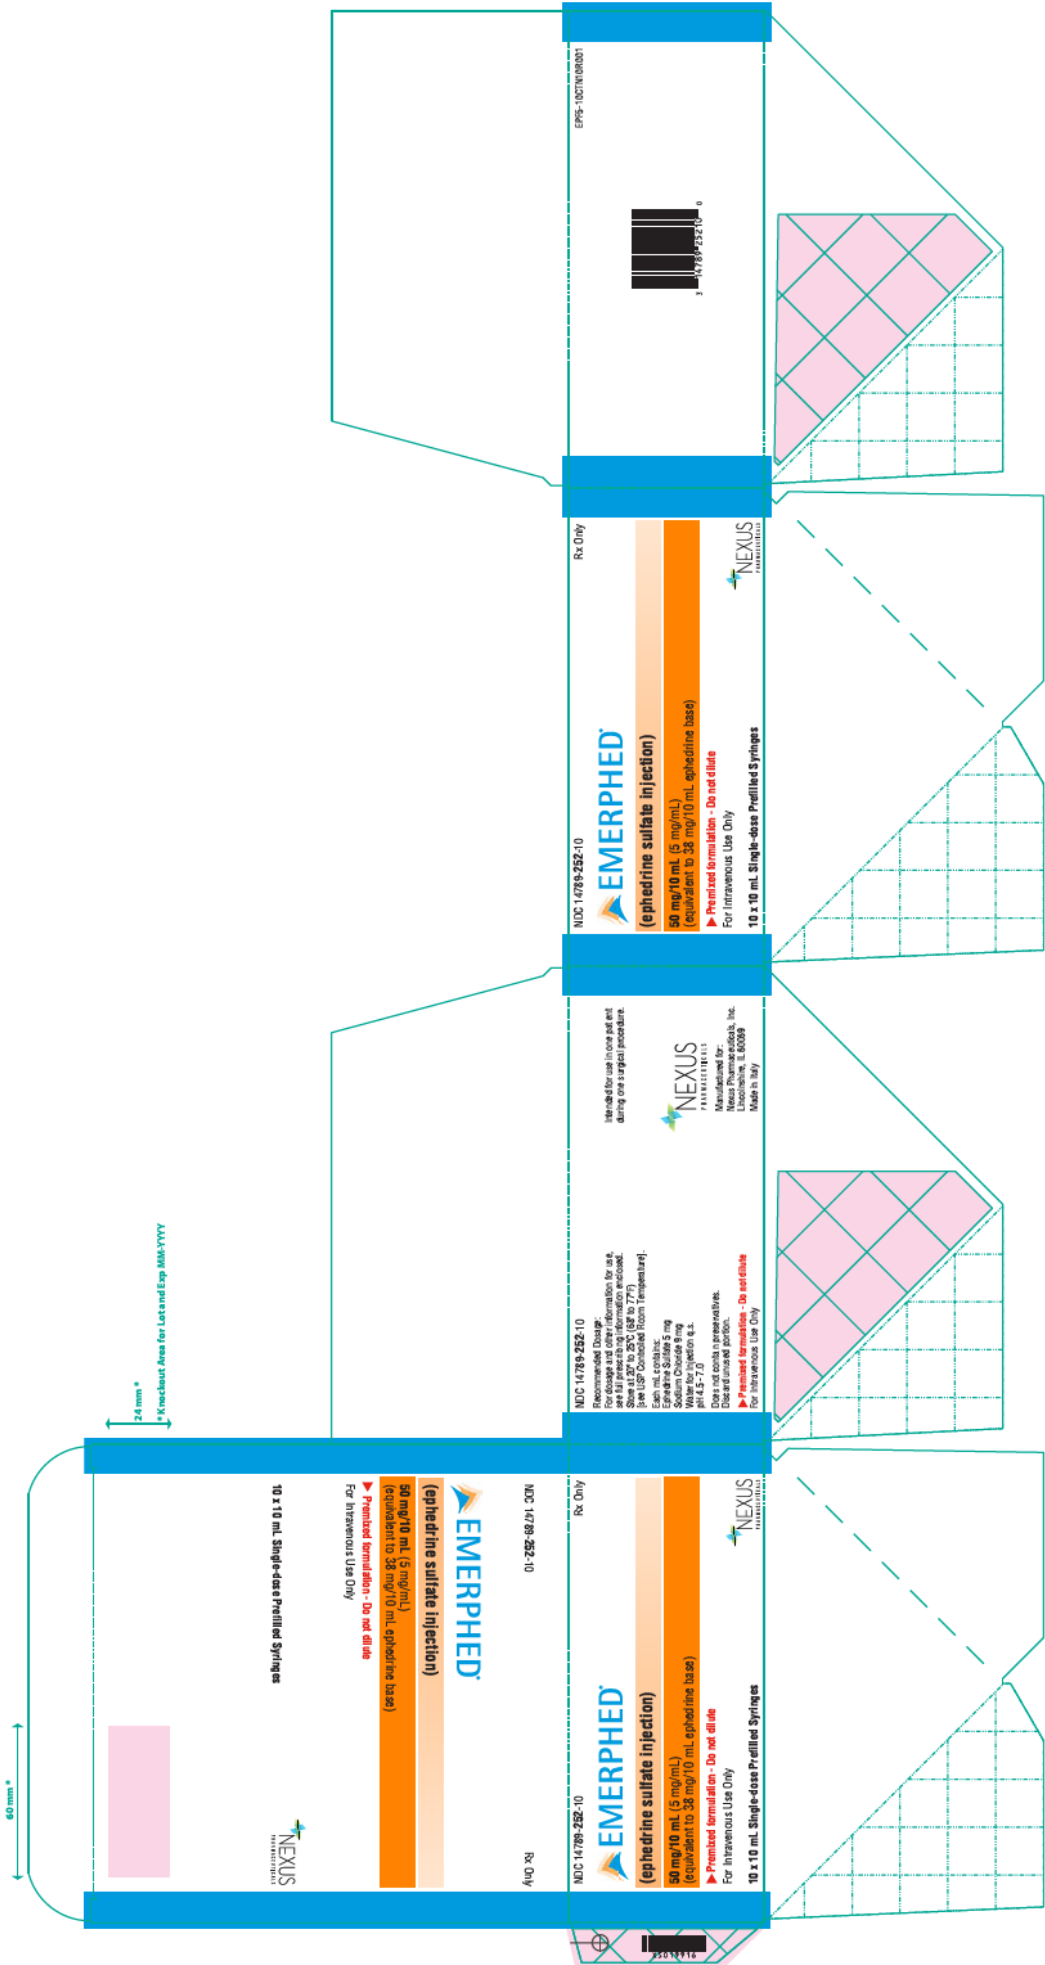 EPF5-10CTN10R001
3 14789 25210 0
NDC 14789-252-10
Rx Only
EMERPHED®
(ephedrine sulfate injection)
50 mg/10 mL (5 mg/mL)
(equivalent to 38 mg/10 mL ephedrine base)
Premixed formulation - Do not dilute
For Intravenous Use Only
10 x 10 mL Single-dose Prefilled Syringes
NEXUS
PHARMACEUTICALS
NDC 14789-252-10
Recommended Dosage:
For dosage and other information for use,
see full prescribing information enclosed.
Store at 20° to 25°C (68° to 77°F)
[see USP Controlled Room Temperature].
Each mL contains:
Ephedrine Sulfate 5 mg
Sodium Chloride 9 mg
Water for Injection q.s.
pH 4.5 - 7.0
Does not contain preservatives.
Discard unused portion.
Premixed formulation - Do not dilute
For Intravenous Use Only
Intended for use in one patient
during one surgical procedure.
NEXUS
PHARMACEUTICALS
Manufactured for:
Nexus Pharmaceuticals, Inc.
Lincolnshire, IL 60069
Made in Italy
24 mm *
* Knockout Area for Lot and Exp MM-YYYY
60 mm *
NDC 14789-252-10
Rx Only
EMERPHED®
(ephedrine sulfate injection)
50 mg/10 mL (5 mg/mL)
(equivalent to 38 mg/10 mL ephedrine base)
Premixed formulation - Do not dilute
For Intravenous Use Only
10 x 10 mL Single-dose Prefilled Syringes
NEXUS
PHARMACEUTICALS
NDC 14789-252-10
Rx Only
EMERPHED®
(ephedrine sulfate injection)
50 mg/10 mL (5 mg/mL)
(equivalent to 38 mg/10 mL ephedrine base)
Premixed formulation - Do not dilute
For Intravenous Use Only
10 x 10 mL Single-dose Prefilled Syringes
NEXUS
PHARMACEUTICALS